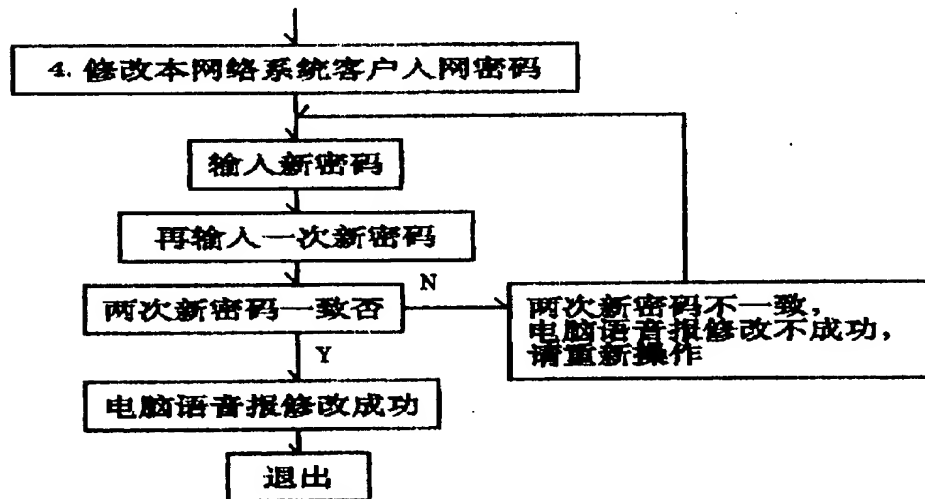 4. 修改本网络系统客户入网密码
输入新密码
再输入一次新密码
两次新密码一致否
N
两次新密码不一致，
电脑语音报修改不成功，
请重新操作
Y
电脑语音报修改成功
退出